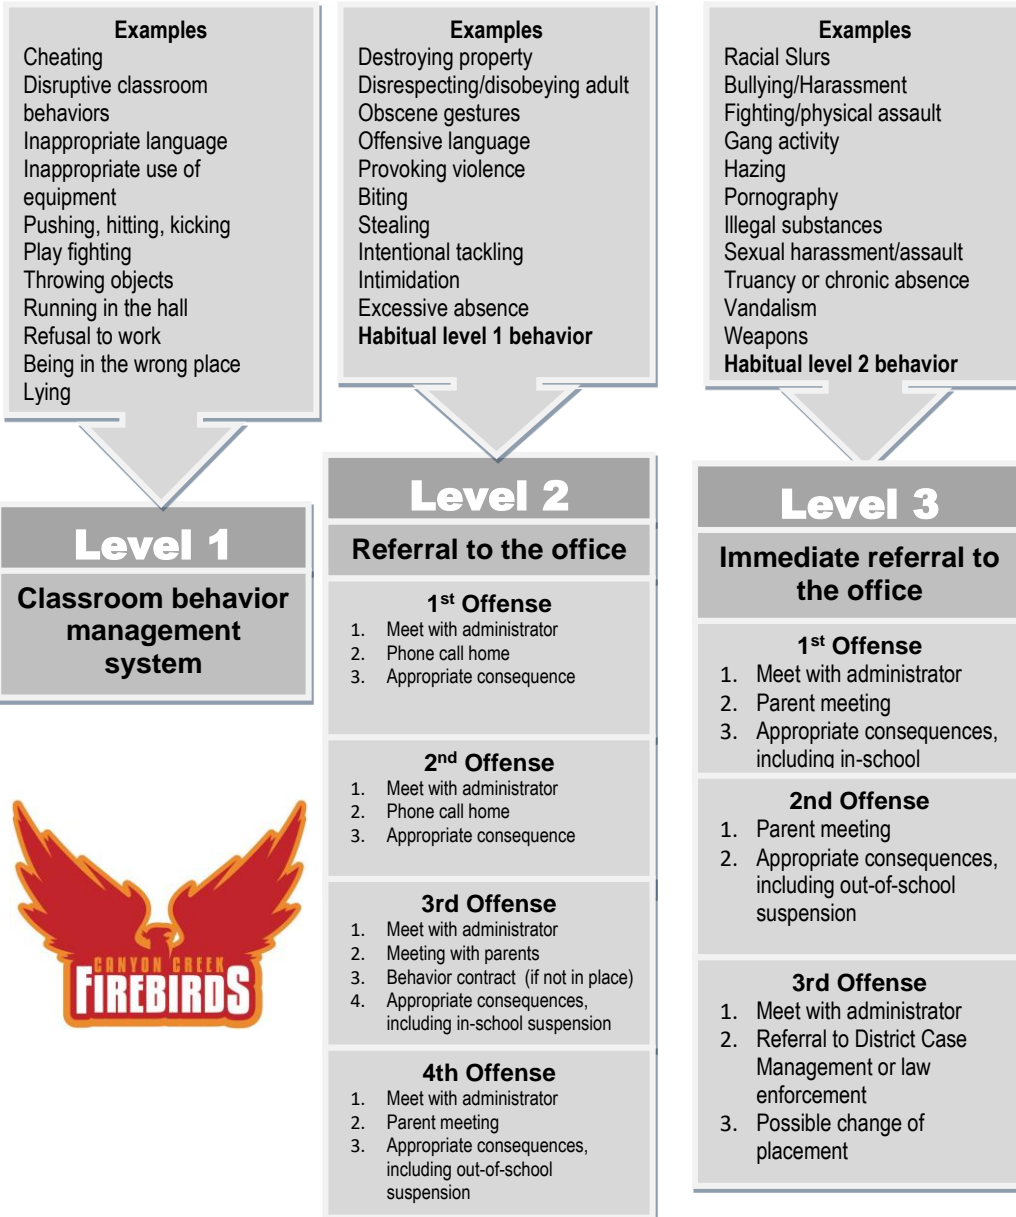 Examples
Cheating
Disruptive classroom
behaviors
Inappropriate language
Inappropriate use of
equipment
Pushing, hitting, kicking
Play fighting
Throwing objects
Running in the hall
Refusal to work
Being in the wrong place
Lying
Level 1
Classroom behavior
management
system
CANYON CREEK
FIREBIRDS
Examples
Destroying property
Disrespecting/disobeying adult
Obscene gestures
Offensive language
Provoking violence
Biting
Stealing
Intentional tackling
Intimidation
Excessive absence
Habitual level 1 behavior
Level 2
Referral to the office
1st Offense
1. Meet with administrator
2. Phone call home
3. Appropriate consequence
2nd Offense
1. Meet with administrator
2. Phone call home
3. Appropriate consequence
3rd Offense
1. Meet with administrator
2. Meeting with parents
3. Behavior contract (if not in place)
4. Appropriate consequences,
including in-school suspension
4th Offense
1. Meet with administrator
2. Parent meeting
3. Appropriate consequences,
including out-of-school
suspension
Examples
Racial Slurs
Bullying/Harassment
Fighting/physical assault
Gang activity
Hazing
Pornography
Illegal substances
Sexual harassment/assault
Truancy or chronic absence
Vandalism
Weapons
Habitual level 2 behavior
Level 3
Immediate referral to
the office
1st Offense
1. Meet with administrator
2. Parent meeting
3. Appropriate consequences,
including in-school
2nd Offense
1. Parent meeting
2. Appropriate consequences,
including out-of-school
suspension
3rd Offense
1. Meet with administrator
2. Referral to District Case
Management or law
enforcement
3. Possible change of
placement